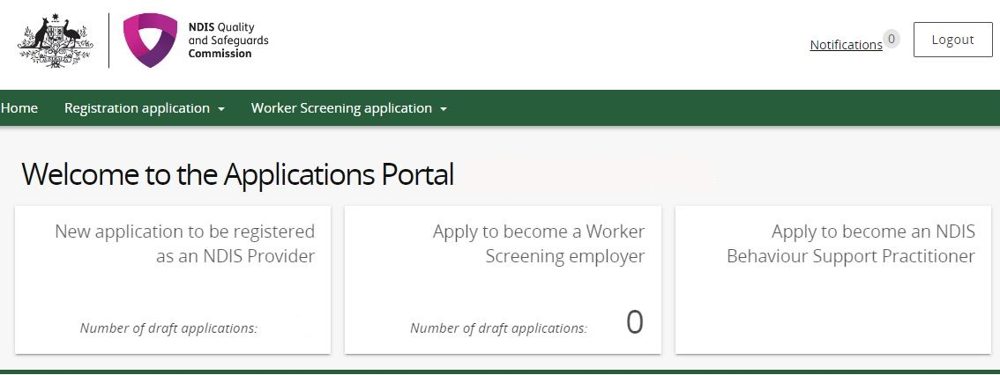 NDIS Quality
and Safeguards
Commission
Notifications 0
Logout
Home Registration application Worker Screening application
Welcome to the Applications Portal
New application to be registered
as an NDIS Provider
Number of draft applications:
Apply to become a Worker
Screening employer
Number of draft applications: 0
Apply to become an NDIS
Behaviour Support Practitioner